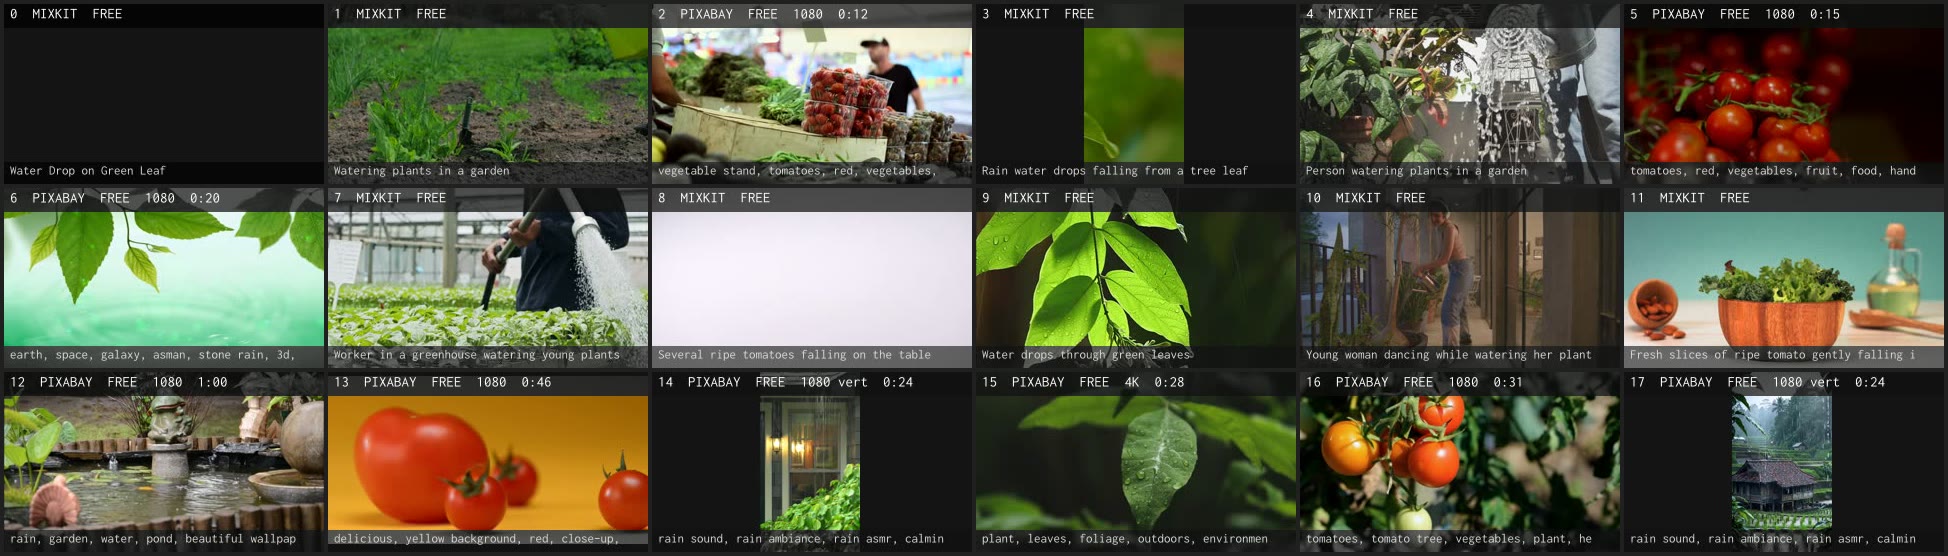 0 MIXKIT FREE
Water Drop on Green Leaf
1 MIXKIT FREE
Watering plants in a garden
2 PIXABAY FREE 1080 0:12
vegetable stand, tomatoes, red, vegetables,
3 MIXKIT FREE
Rain water drops falling from a tree leaf
4 MIXKIT FREE
Person watering plants in a garden
5 PIXABAY FREE 1080 0:15
tomatoes, red, vegetables, fruit, food, hand
6 PIXABAY FREE 1080 0:20
earth, space, galaxy, asman, stone rain, 3d,
7 MIXKIT FREE
Worker in a greenhouse watering young plants
8 MIXKIT FREE
Several ripe tomatoes falling on the table
9 MIXKIT FREE
Water drops through green leaves
10 MIXKIT FREE
Young woman dancing while watering her plant
11 MIXKIT FREE
Fresh slices of ripe tomato gently falling i
12 PIXABAY FREE 1080 1:00
rain, garden, water, pond, beautiful wallpap
13 PIXABAY FREE 1080 0:46
delicious, yellow background, red, close-up,
14 PIXABAY FREE 1080 vert 0:24
rain sound, rain ambiance, rain asmr, calmin
15 PIXABAY FREE 4K 0:28
plant, leaves, foliage, outdoors, environmen
16 PIXABAY FREE 1080 0:31
tomatoes, tomato tree, vegetables, plant, he
17 PIXABAY FREE 1080 vert 0:24
rain sound, rain ambiance, rain asmr, calmin